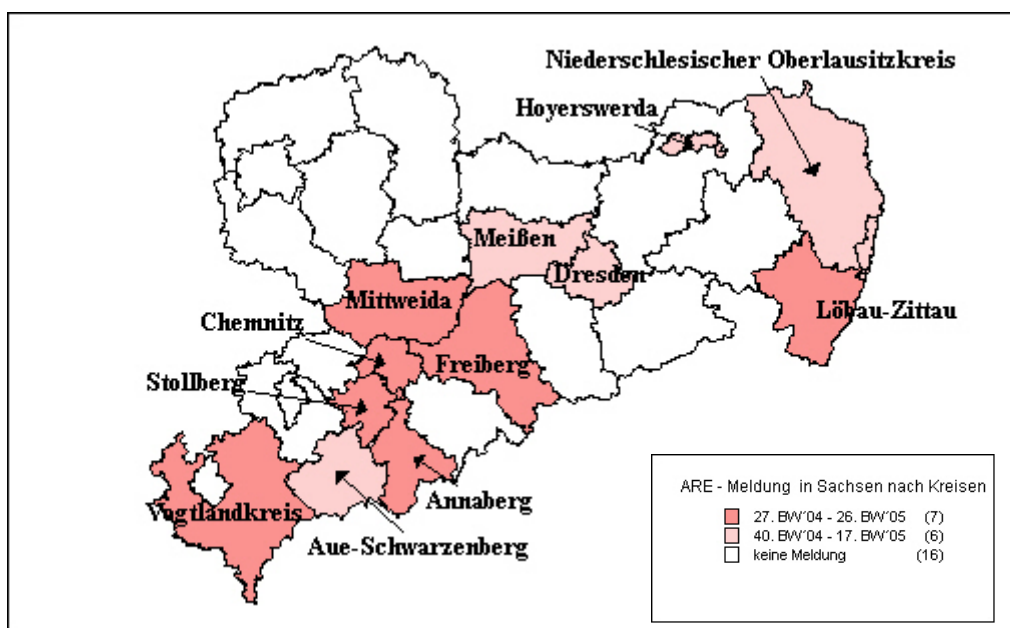 Niederschlesischer Oberlausitzkreis
Hoyerswerda
Meißen
Dresden
Mittweida
Löbau-Zittau
Chemnitz
Freiberg
Stollberg
Annaberg
Vogtlandkreis
Aue-Schwarzenberg
ARE - Meldung in Sachsen nach Kreisen
27. BW´04 - 26. BW´05 (7)
40. BW´04 - 17. BW´05 (6)
keine Meldung (16)